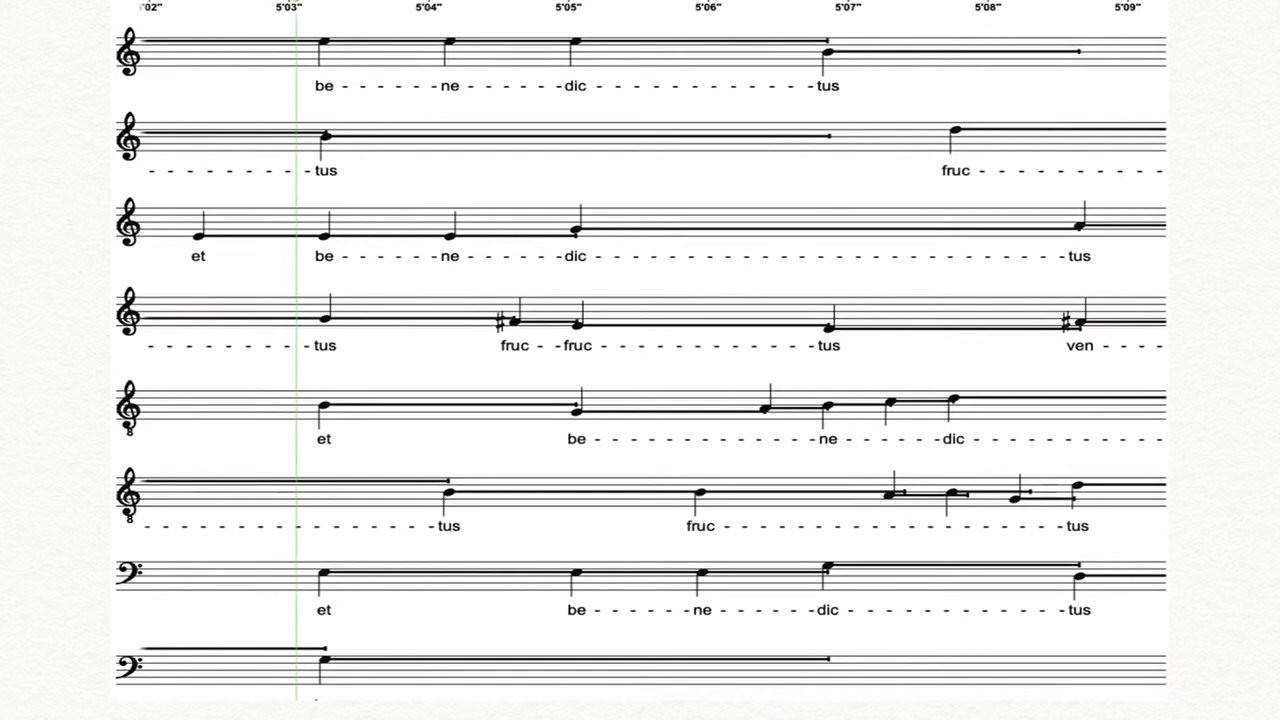 '02" 5'03" 5'04" 5'05" 5'06" 5'07" 5'08" 5'09"
be - - - - - - -ne - - - - - -dic - - - - - - - - - - - -tus
- - - - - - - - -tus fruc - - - - - - - -
et be - - - - - - -ne - - - - - -dic - - - - - - - - - - - - - - - - - - - - - - - - -tus
- - - - - - - - -tus fruc - -fruc - - - - - - - - - - - -tus ven - - - -
et be - - - - - - - - - - - -ne - - - - - -dic - - - - - - - - -
- - - - - - - - - - - - - - - -tus fruc - - - - - - - - - - - - - - - - - - -tus
et be - - - - - -ne - - - - - -dic - - - - - - - - - - - -tus